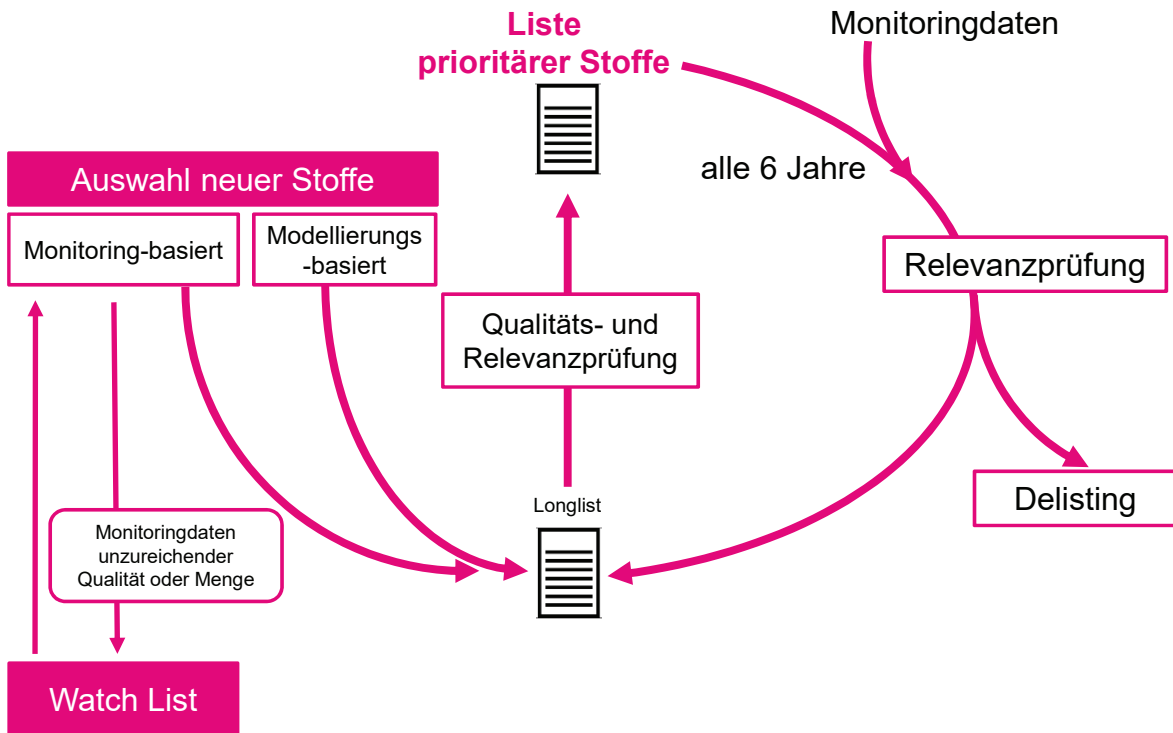 Liste
prioritärer Stoffe
Monitoringdaten
alle 6 Jahre
Auswahl neuer Stoffe
Monitoring-basiert
Modellierungs
-basiert
Relevanzprüfung
Qualitäts- und
Relevanzprüfung
Delisting
Longlist
Monitoringdaten
unzureichender
Qualität oder Menge
Watch List